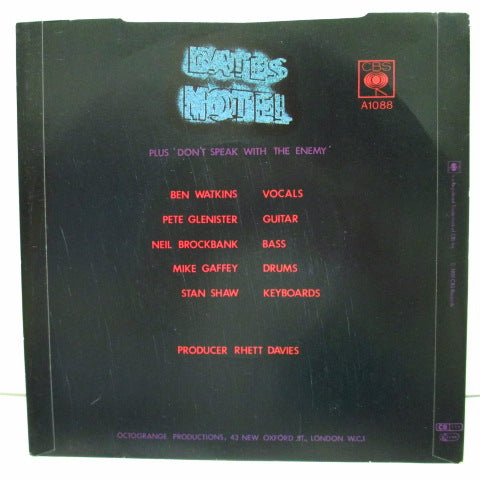 BATES
MOTEL
CBS
A1088
PLUS 'DON'T SPEAK WITH THE ENEMY'
BEN WATKINS VOCALS
PETE GLENISTER GUITAR
NEIL BROCKBANK BASS
MIKE GAFFEY DRUMS
STAN SHAW KEYBOARDS
PRODUCER RHETT DAVIES
OCTOGRANGE PRODUCTIONS, 43 NEW OXFORD ST., LONDON W.C.1